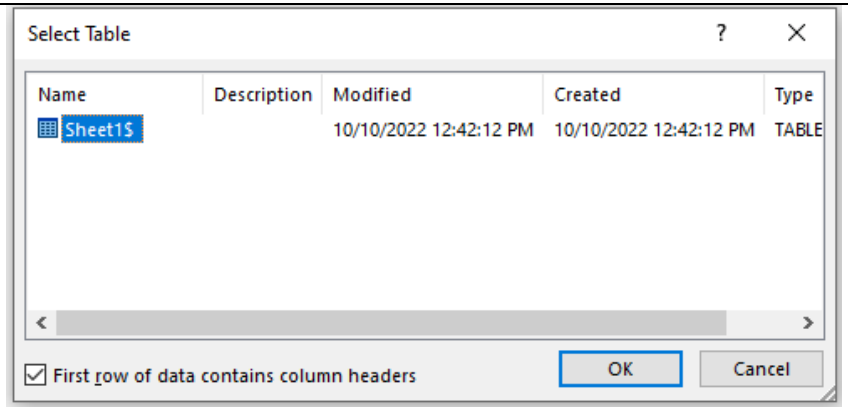 Select Table ?
Name Description Modified Created Type
Sheet1$ 10/10/2022 12:42:12 PM 10/10/2022 12:42:12 PM TABLE
First row of data contains column headers OK Cancel